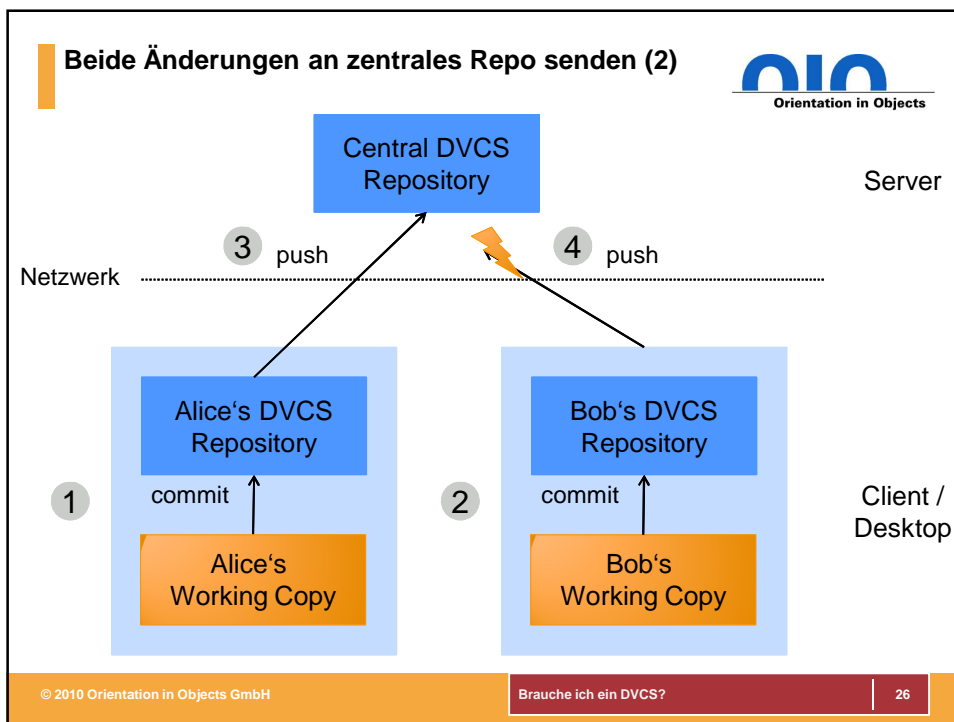 Beide Änderungen an zentrales Repo senden (2)
OIO
Orientation in Objects
Central DVCS
Repository
Server
3
push
4
push
Netzwerk
Alice‘s DVCS
Repository
Bob‘s DVCS
Repository
1
commit
2
commit
Client /
Desktop
Alice‘s
Working Copy
Bob‘s
Working Copy
© 2010 Orientation in Objects GmbH
Brauche ich ein DVCS?
26